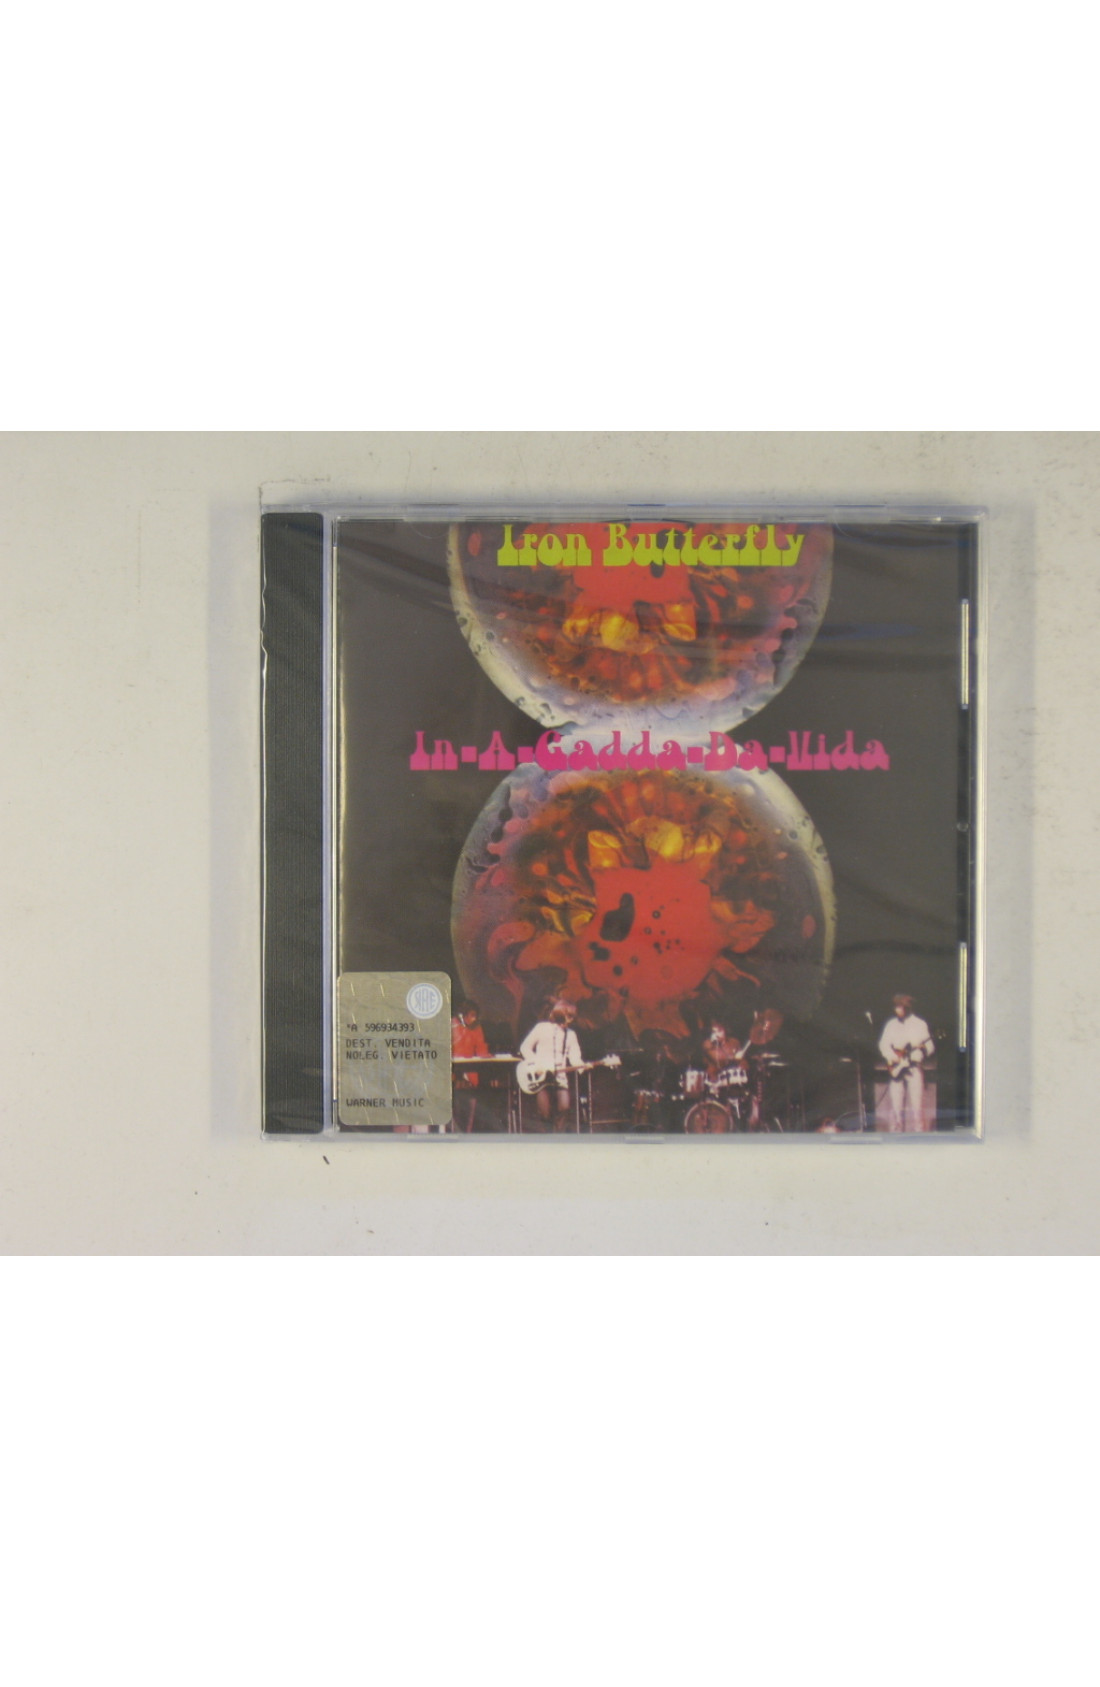 Iron Butterfly
In-A-Gadda-Da-Vida
*A 596934393
DEST. VENDITA
NOLEG. VIETATO
WARNER MUSIC